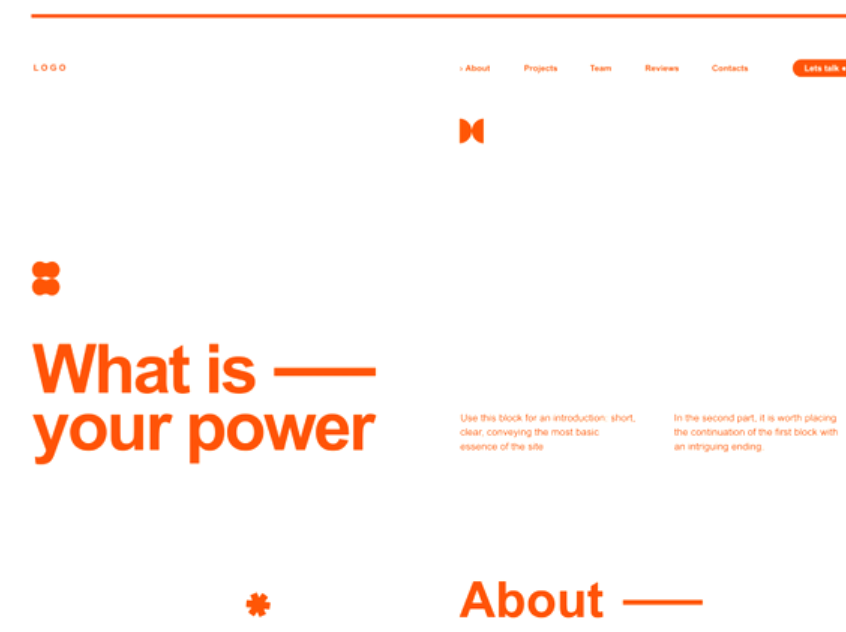 LOGO
About
Projects
Team
Reviews
Contacts
Lets talk
What is
your power
Use this block for an introduction: short,
clear, conveying the most basic
essence of the site
In the second part, it is worth placing
the continuation of the first block with
an intriguing ending.
About